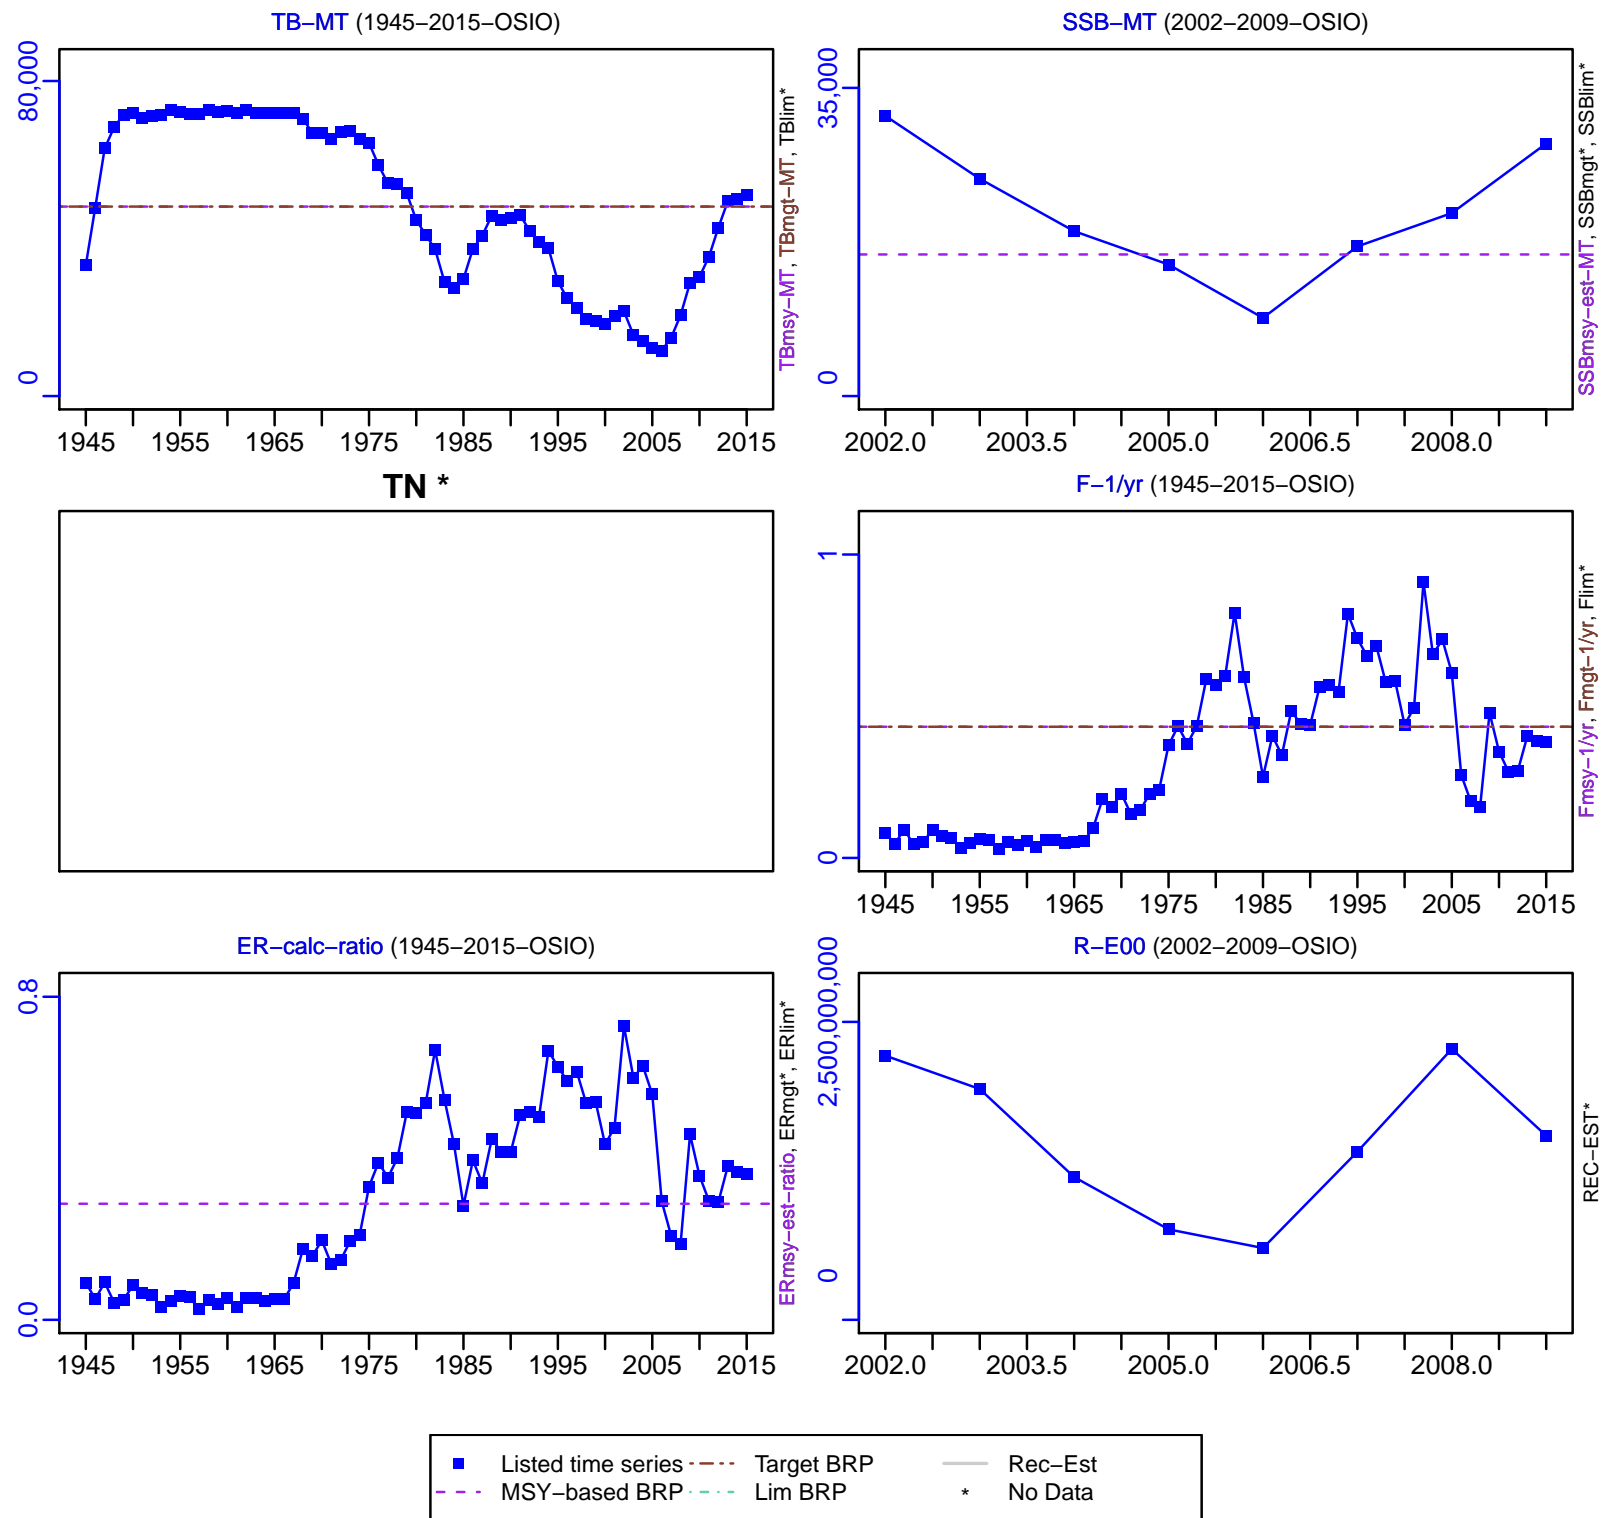 TB−MT (1945−2015−OSIO)
80,000
0
1945 1955 1965 1975 1985 1995 2005 2015
TBmsy−MT, TBmgt−MT, TBlim*
SSB−MT (2002−2009−OSIO)
35,000
0
2002.0 2003.5 2005.0 2006.5 2008.0
SSBmsy−est−MT, SSBmgt*, SSBlim*
TN *
F−1/yr (1945−2015−OSIO)
1
0
1945 1955 1965 1975 1985 1995 2005 2015
Fmsy−1/yr, Fmgt−1/yr, Flim*
ER−calc−ratio (1945−2015−OSIO)
0.8
0.0
1945 1955 1965 1975 1985 1995 2005 2015
ERmsy−est−ratio, ERmgt*, ERlim*
R−E00 (2002−2009−OSIO)
2,500,000,000
0
2002.0 2003.5 2005.0 2006.5 2008.0
REC−EST*
Listed time series Target BRP Rec−Est
MSY−based BRP Lim BRP * No Data